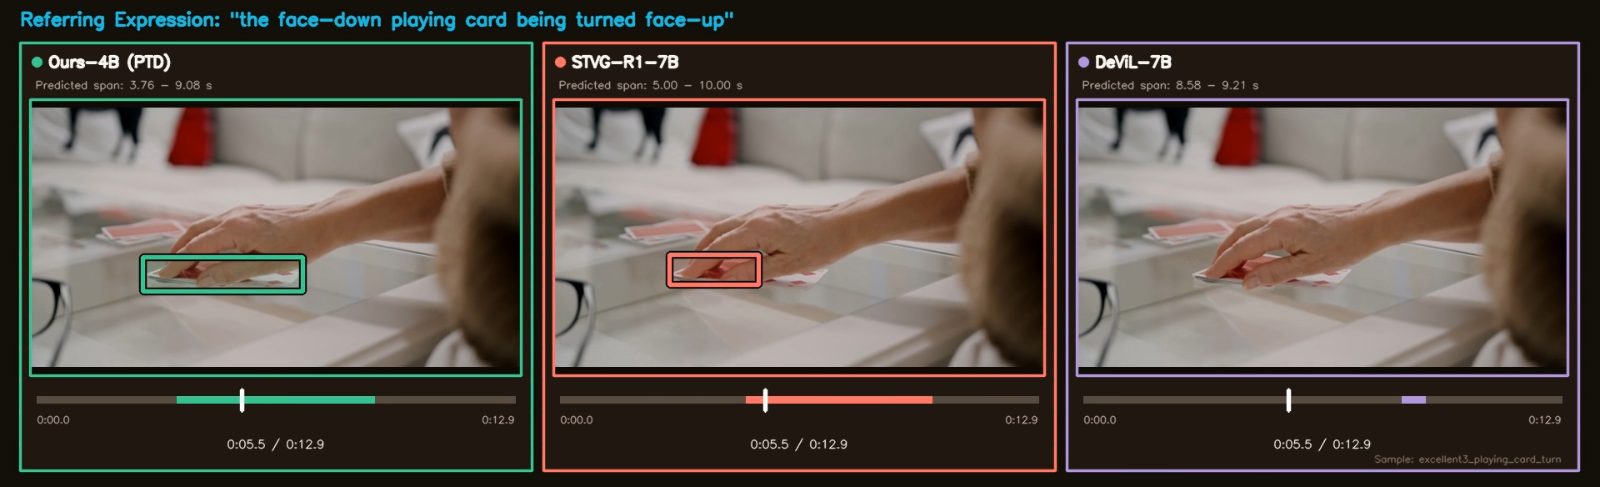 Referring Expression: "the face-down playing card being turned face-up"
Ours-4B (PTD)
Predicted span: 3.76 - 9.08 s
0:00.0
0:12.9
0:05.5 / 0:12.9
STVG-R1-7B
Predicted span: 5.00 - 10.00 s
0:00.0
0:12.9
0:05.5 / 0:12.9
DeViL-7B
Predicted span: 8.58 - 9.21 s
0:00.0
0:12.9
0:05.5 / 0:12.9
Sample: excellent3_playing_card_turn